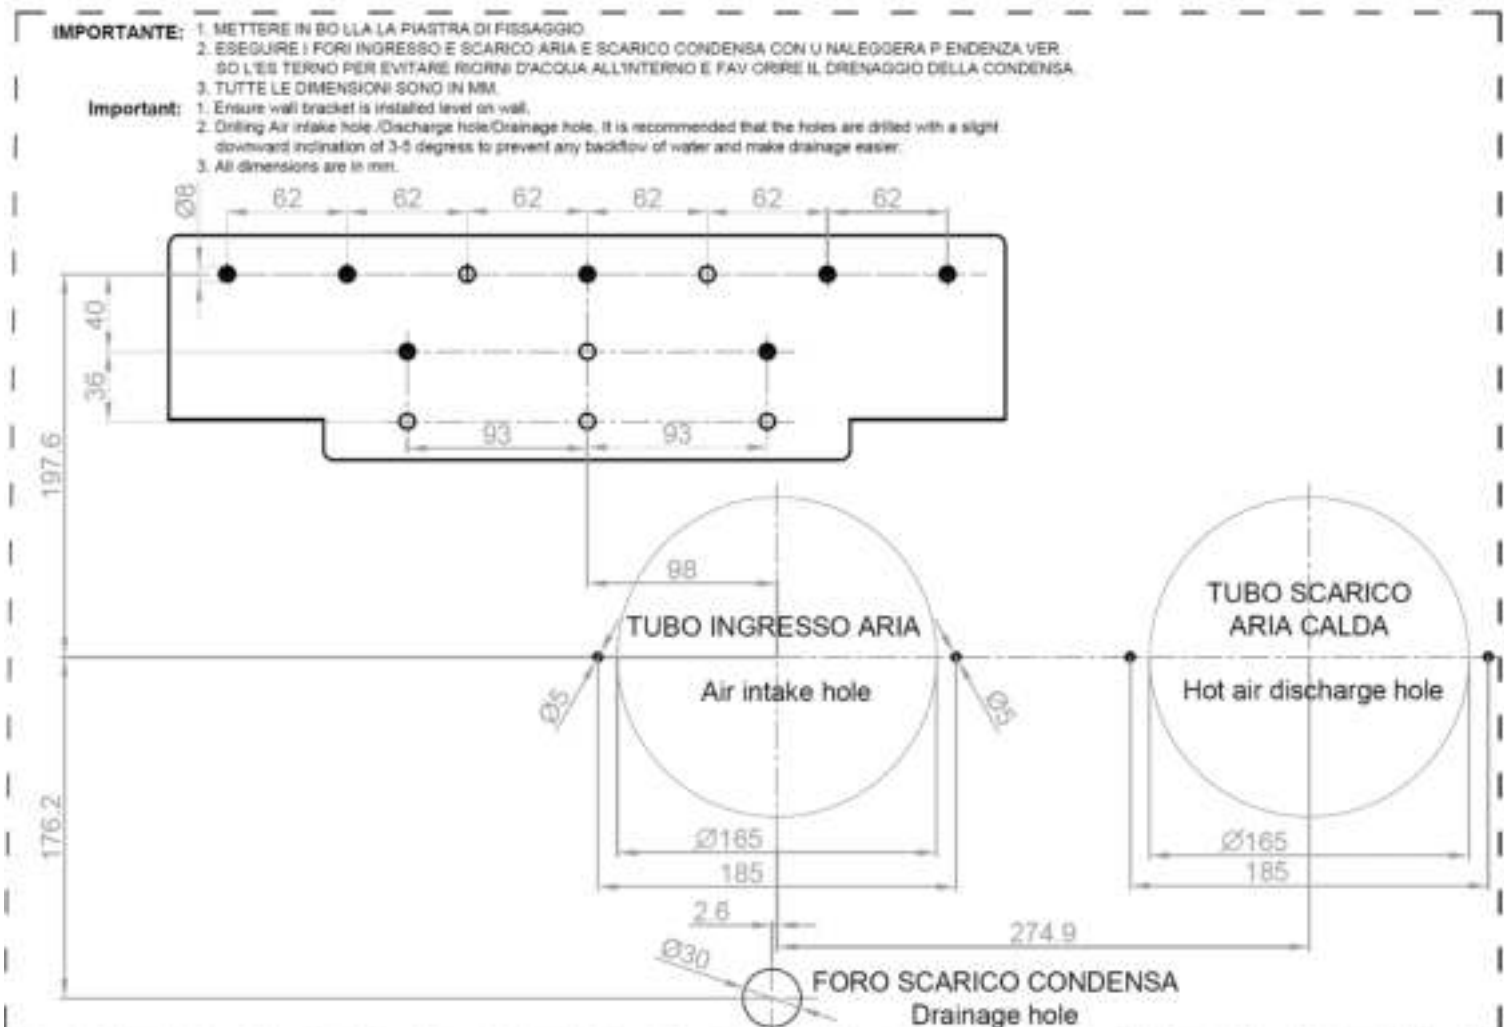 IMPORTANTE: 1. METTERE IN BO LLA LA PIASTRA DI FISSAGGIO
2. ESEGUIRE I FORI INGRESSO E SCARICO ARIA E SCARICO CONDENSA CON U NALEGGERA P ENDENZA VER
SO L'ES TERNO PER EVITARE RIORNI D'ACQUA ALL'INTERNO E FAV ORIRE IL DRENAGGIO DELLA CONDENSA
3. TUTTE LE DIMENSIONI SONO IN MM.
Important: 1. Ensure wall bracket is installed level on wall.
2. Drilling Air intake hole /Discharge hole/Drainage hole. It is recommended that the holes are drilled with a slight
downward inclination of 3-5 degress to prevent any backflow of water and make drainage easier.
3. All dimensions are in mm.
Ø8
62 62 62 62 62 62
40
36
93 93
197.6
98
TUBO INGRESSO ARIA
Air intake hole
TUBO SCARICO
ARIA CALDA
Hot air discharge hole
Ø5 Ø5
176.2
Ø165 Ø165
185 185
2.6
274.9
Ø30
FORO SCARICO CONDENSA
Drainage hole